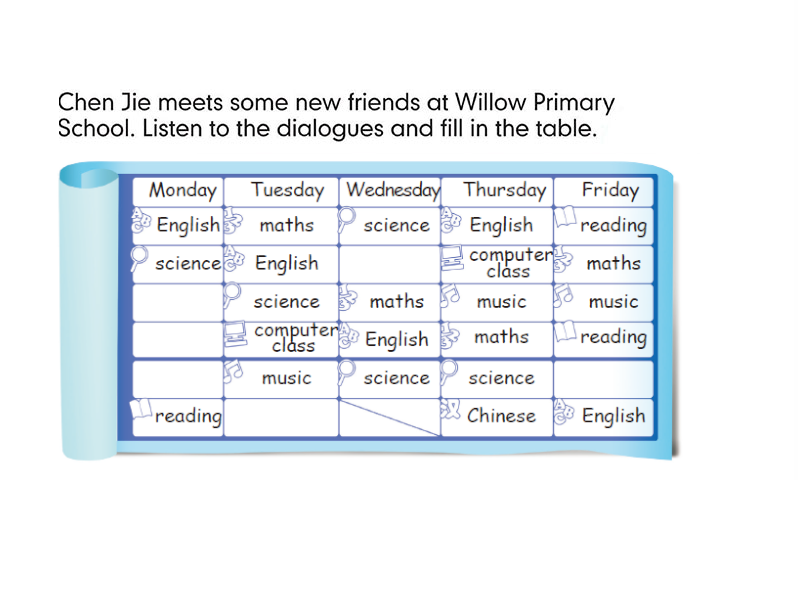 Chen Jie meets some new friends at Willow Primary
School. Listen to the dialogues and fill in the table.
Monday Tuesday Wednesday Thursday Friday
English maths science English reading
science English computer class maths
science maths music music
computer class English maths reading
music science science
reading Chinese English